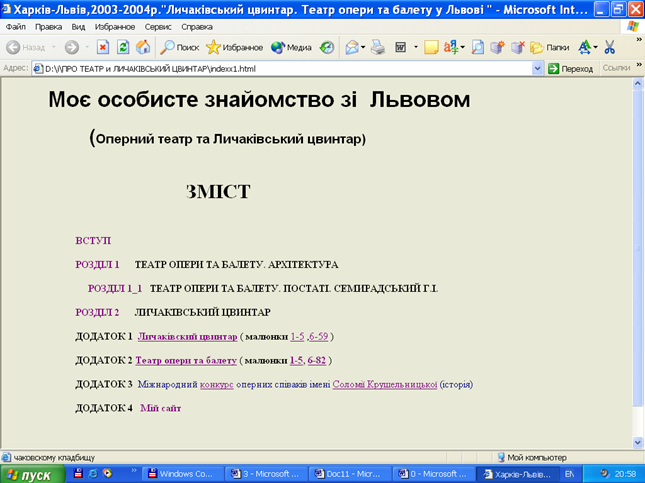 Харків-Львів,2003-2004р."Личаківський цвинтар. Театр опери та балету у Львові " - Microsoft Int...
Файл Правка Вид Избранное Сервис Справка
Назад Поиск Избранное Медиа Папки
Адрес: D:\i\ПРО ТЕАТР и ЛИЧАКІВСЬКИЙ ЦВИНТАР\indexx1.html Переход Ссылки
Моє особисте знайомство зі Львовом
(Оперний театр та Личаківський цвинтар)
ЗМІСТ
ВСТУП
РОЗДІЛ 1 ТЕАТР ОПЕРИ ТА БАЛЕТУ. АРХІТЕКТУРА
РОЗДІЛ 1_1 ТЕАТР ОПЕРИ ТА БАЛЕТУ. ПОСТАТІ. СЕМИРАДСЬКИЙ Г.І.
РОЗДІЛ 2 ЛИЧАКІВСЬКИЙ ЦВИНТАР
ДОДАТОК 1 Личаківский цвинтар ( малюнки 1-5 ,6-59 )
ДОДАТОК 2 Театр опери та балету ( малюнки 1-5, 6-82 )
ДОДАТОК 3 Міжнародний конкурс оперних співаків імені Соломії Крушельницької (історія)
ДОДАТОК 4 Мій сайт
чаковскому кладбищу Мой компьютер
пуск Windows Co... 3 - Microsoft ... Doc11 - Micr... 0 - Microsoft ... Харків-Львів... EN 20:58